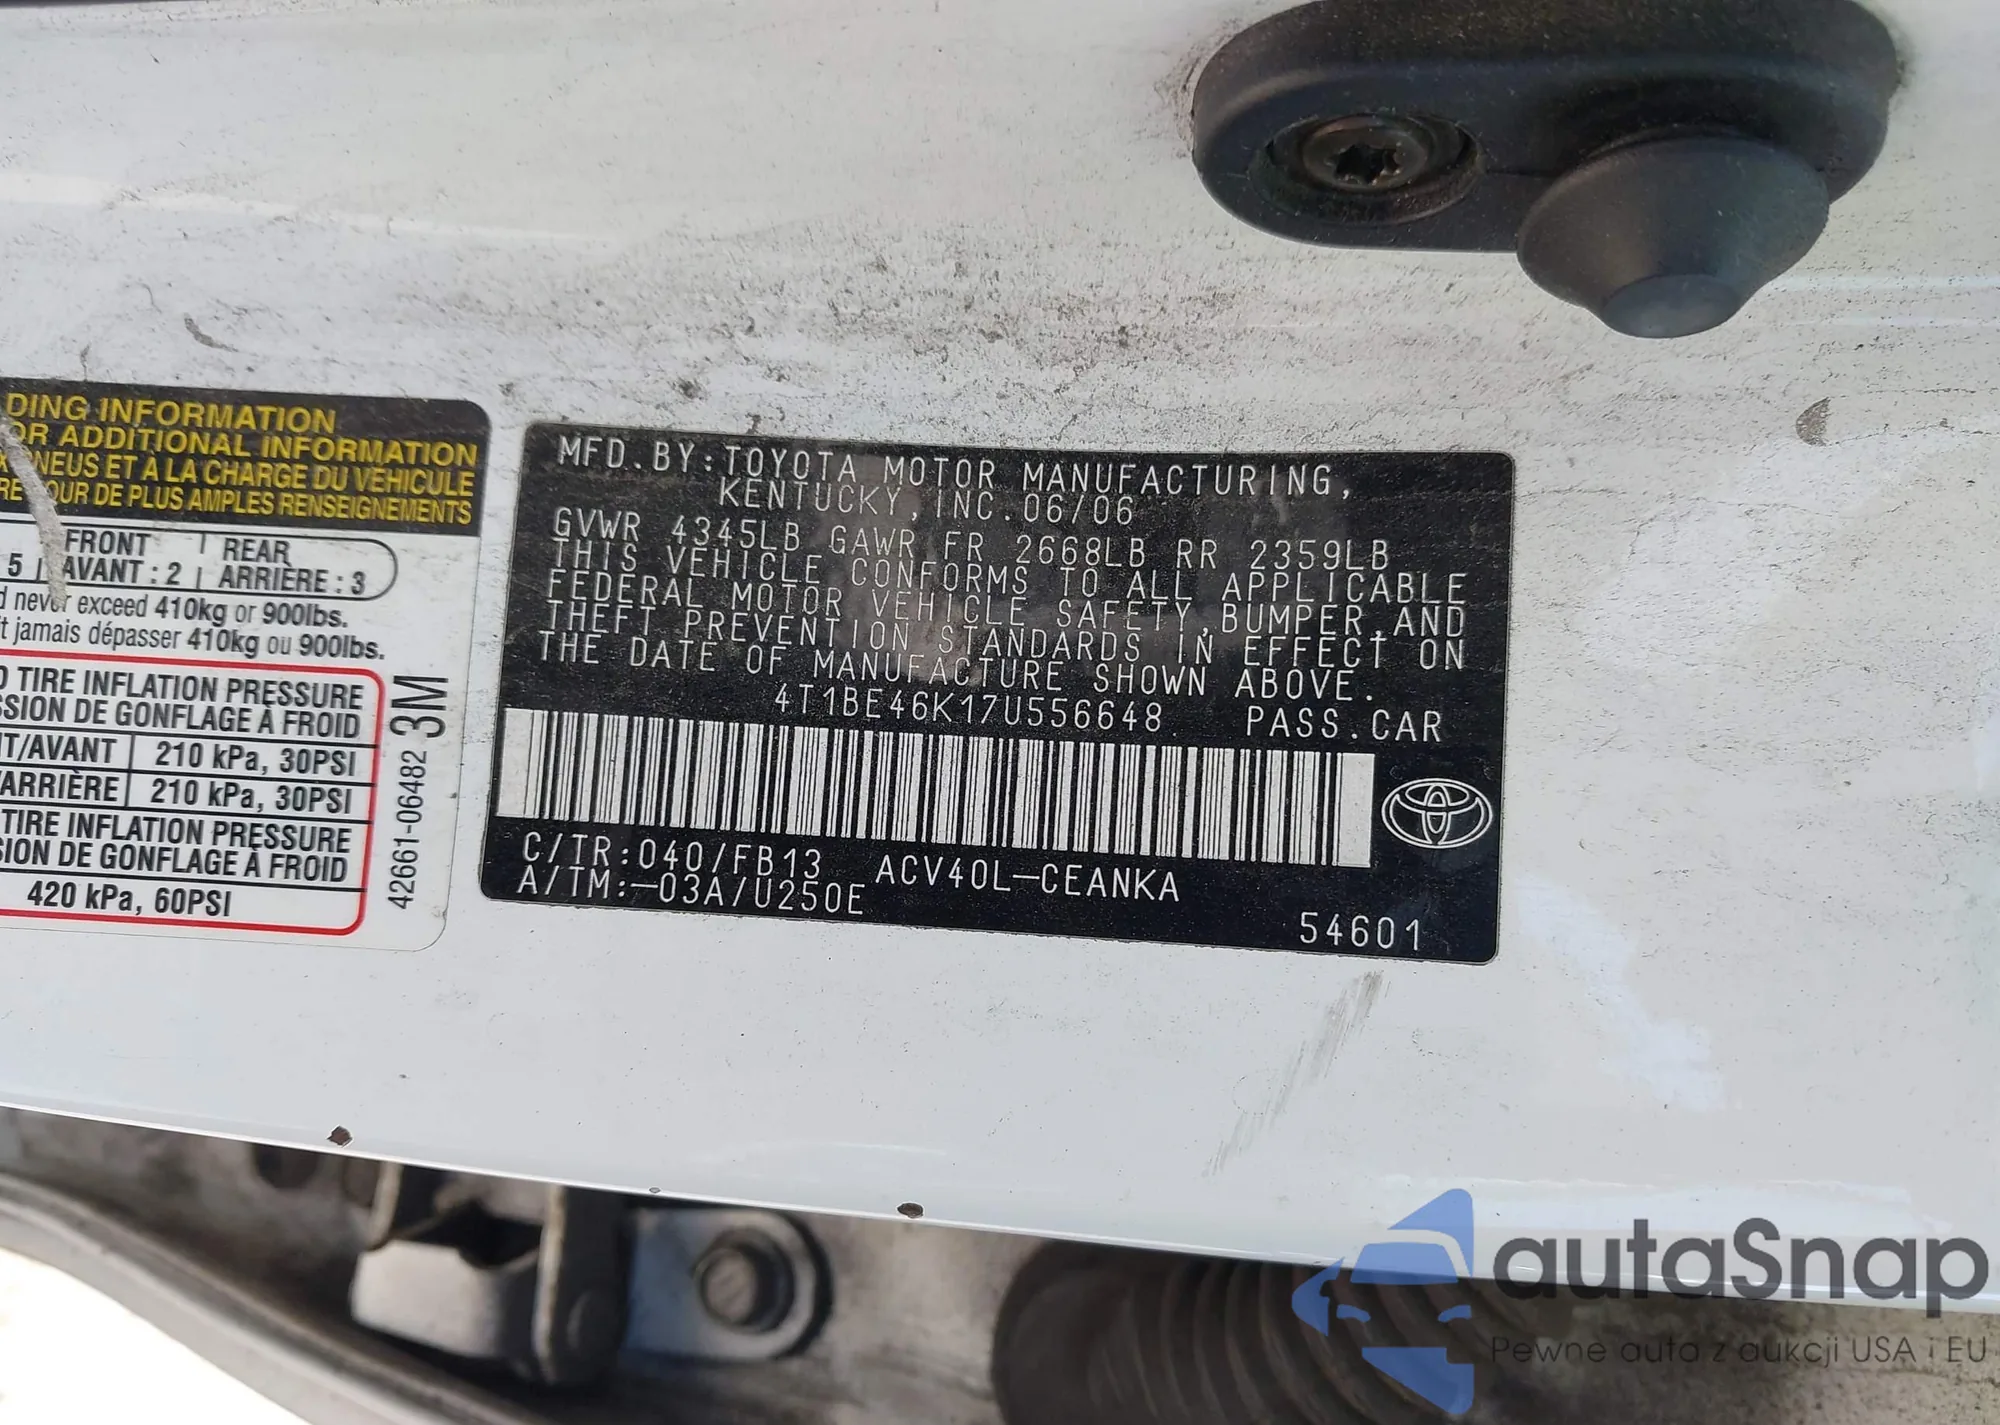 DING INFORMATION
OR ADDITIONAL INFORMATION
NEUS ET À LA CHARGE DU VÉHICULE
OUR DE PLUS AMPLES RENSEIGNEMENTS
5 FRONT AVANT : 2 REAR ARRIÈRE : 3
d never exceed 410kg or 900lbs.
t jamais dépasser 410kg ou 900lbs.
TIRE INFLATION PRESSURE
SION DE GONFLAGE À FROID
T/AVANT 210 kPa, 30PSI
ARRIÈRE 210 kPa, 30PSI
TIRE INFLATION PRESSURE
ION DE GONFLAGE À FROID
420 kPa, 60PSI
42661-06482 3M
MFD.BY:TOYOTA MOTOR MANUFACTURING,
KENTUCKY, INC. 06/06
GVWR 4345LB GAWR FR 2668LB RR 2359LB
THIS VEHICLE CONFORMS TO ALL APPLICABLE
FEDERAL MOTOR VEHICLE SAFETY,BUMPER,AND
THEFT PREVENTION STANDARDS IN EFFECT ON
THE DATE OF MANUFACTURE SHOWN ABOVE.
4T1BE46K17U556648 PASS.CAR
C/TR:040/FB13 ACV40L-CEANKA
A/TM:-03A/U250E
54601
autaSnap
Pewne auta z aukcji USA i EU